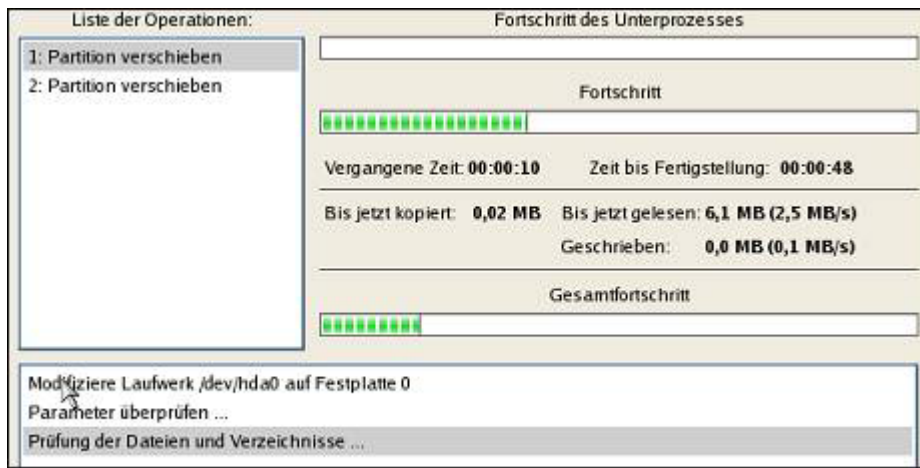 Liste der Operationen:
1: Partition verschieben
2: Partition verschieben
Fortschritt des Unterprozesses
Fortschritt
Vergangene Zeit: 00:00:10 Zeit bis Fertigstellung: 00:00:48
Bis jetzt kopiert: 0,02 MB Bis jetzt gelesen: 6,1 MB (2,5 MB/s)
Geschrieben: 0,0 MB (0,1 MB/s)
Gesamtfortschritt
Modifiziere Laufwerk /dev/hda0 auf Festplatte 0
Parameter überprüfen ...
Prüfung der Dateien und Verzeichnisse ...